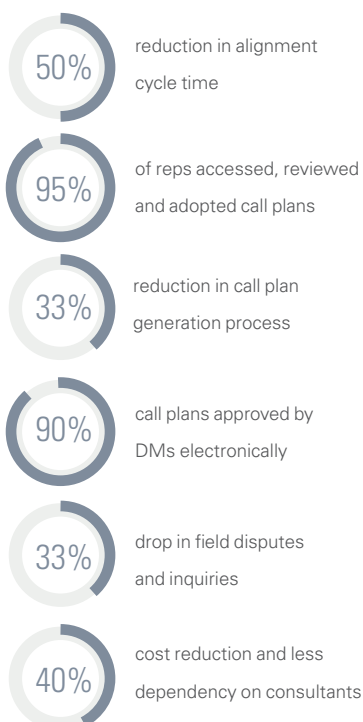 50%
reduction in alignment
cycle time
95%
of reps accessed, reviewed
and adopted call plans
33%
reduction in call plan
generation process
90%
call plans approved by
DMs electronically
33%
drop in field disputes
and inquiries
40%
cost reduction and less
dependency on consultants